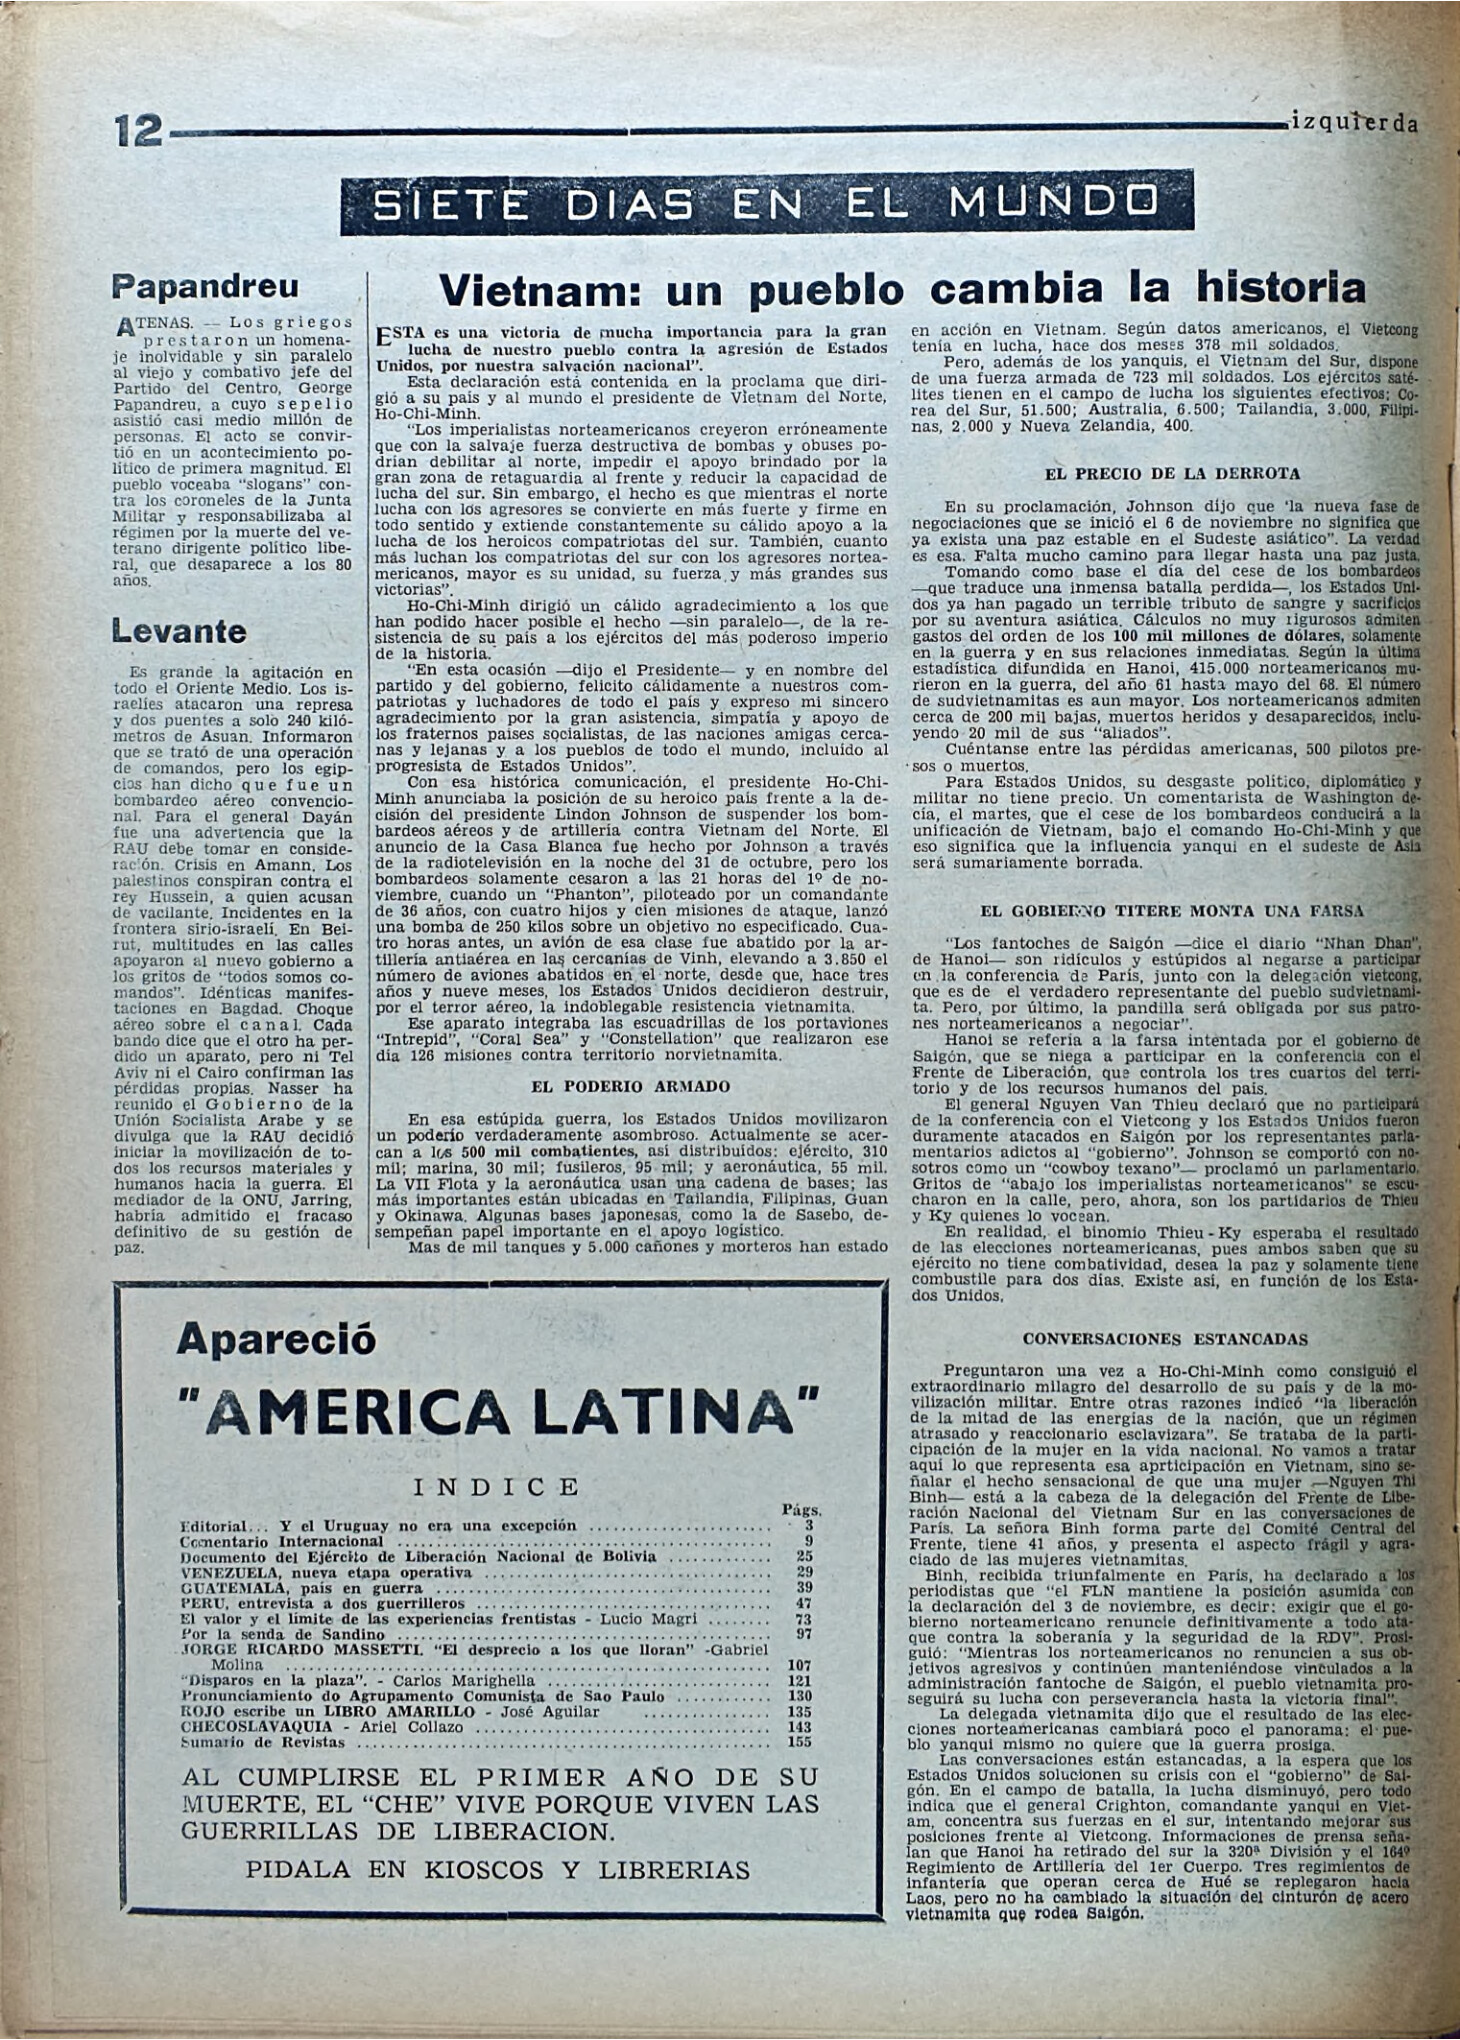 12
izquierda
SIETE DIAS EN EL MUNDO
Papandreu
ATENAS. — Los griegos
prestaron un homena-
je inolvidable y sin paralelo
al viejo y combativo jefe del
Partido del Centro, George
Papandreu, a cuyo sepelio
asistió casi medio millón de
personas. El acto se convir-
tió en un acontecimiento po-
lítico de primera magnitud. El
pueblo voceaba "slogans" con-
tra los coroneles de la Junta
Militar y responsabilizaba al
régimen por la muerte del ve-
terano dirigente político libe-
ral, que desaparece a los 80
años.
Levante
Es grande la agitación en
todo el Oriente Medio. Los is-
raelíes atacaron una represa
y dos puentes a solo 240 kiló-
metros de Asuan. Informaron
que se trató de una operación
de comandos, pero los egip-
cios han dicho que fue un
bombardeo aéreo convencio-
nal. Para el general Dayán
fue una advertencia que la
RAU debe tomar en conside-
ración. Crisis en Amann. Los
palestinos conspiran contra el
rey Hussein, a quien acusan
de vacilante. Incidentes en la
frontera sirio-israelí. En Bei-
rut, multitudes en las calles
apoyaron al nuevo gobierno a
los gritos de "todos somos co-
mandos". Idénticas manifes-
taciones en Bagdad. Choque
aéreo sobre el canal. Cada
bando dice que el otro ha per-
dido un aparato, pero ni Tel
Aviv ni el Cairo confirman las
pérdidas propias. Nasser ha
reunido el Gobierno de la
Unión Socialista Arabe y se
divulga que la RAU decidió
iniciar la movilización de to-
dos los recursos materiales y
humanos hacia la guerra. El
mediador de la ONU, Jarring,
habría admitido el fracaso
definitivo de su gestión de
paz.
Vietnam: un pueblo cambia la historia
ESTA es una victoria de mucha importancia para la gran
lucha de nuestro pueblo contra la agresión de Estados
Unidos, por nuestra salvación nacional".
Esta declaración está contenida en la proclama que diri-
gió a su país y al mundo el presidente de Vietnam del Norte,
Ho-Chi-Minh.
"Los imperialistas norteamericanos creyeron erróneamente
que con la salvaje fuerza destructiva de bombas y obuses po-
drían debilitar al norte, impedir el apoyo brindado por la
gran zona de retaguardia al frente y reducir la capacidad de
lucha del sur. Sin embargo, el hecho es que mientras el norte
lucha con los agresores se convierte en más fuerte y firme en
todo sentido y extiende constantemente su cálido apoyo a la
lucha de los heroicos compatriotas del sur. También, cuanto
más luchan los compatriotas del sur con los agresores nortea-
mericanos, mayor es su unidad, su fuerza y más grandes sus
victorias".
Ho-Chi-Minh dirigió un cálido agradecimiento a los que
han podido hacer posible el hecho —sin paralelo—, de la re-
sistencia de su país a los ejércitos del más poderoso imperio
de la historia.
"En esta ocasión —dijo el Presidente— y en nombre del
partido y del gobierno, felicito cálidamente a nuestros com-
patriotas y luchadores de todo el país y expreso mi sincero
agradecimiento por la gran asistencia, simpatía y apoyo de
los fraternos países socialistas, de las naciones amigas cerca-
nas y lejanas y a los pueblos de todo el mundo, incluido al
progresista de Estados Unidos".
Con esa histórica comunicación, el presidente Ho-Chi-
Minh anunciaba la posición de su heroico país frente a la de-
cisión del presidente Lindon Johnson de suspender los bom-
bardeos aéreos y de artillería contra Vietnam del Norte. El
anuncio de la Casa Blanca fue hecho por Johnson a través
de la radiotelevisión en la noche del 31 de octubre, pero los
bombardeos solamente cesaron a las 21 horas del 1º de no-
viembre, cuando un "Phanton", piloteado por un comandante
de 36 años, con cuatro hijos y cien misiones de ataque, lanzó
una bomba de 250 kilos sobre un objetivo no especificado. Cua-
tro horas antes, un avión de esa clase fue abatido por la ar-
tillería antiaérea en las cercanías de Vinh, elevando a 3.850 el
número de aviones abatidos en el norte, desde que, hace tres
años y nueve meses, los Estados Unidos decidieron destruir,
por el terror aéreo, la indoblegable resistencia vietnamita.
Ese aparato integraba las escuadrillas de los portaviones
"Intrepid", "Coral Sea" y "Constellation" que realizaron ese
día 126 misiones contra territorio norvietnamita.
EL PODERIO ARMADO
En esa estúpida guerra, los Estados Unidos movilizaron
un poderío verdaderamente asombroso. Actualmente se acer-
can a los 500 mil combatientes, así distribuidos: ejército, 310
mil; marina, 30 mil; fusileros, 95 mil; y aeronáutica, 55 mil.
La VII Flota y la aeronáutica usan una cadena de bases; las
más importantes están ubicadas en Tailandia, Filipinas, Guan
y Okinawa. Algunas bases japonesas, como la de Sasebo, de-
sempeñan papel importante en el apoyo logístico.
Mas de mil tanques y 5.000 cañones y morteros han estado
en acción en Vietnam. Según datos americanos, el Vietcong
tenía en lucha, hace dos meses 378 mil soldados.
Pero, además de los yanquis, el Vietnam del Sur, dispone
de una fuerza armada de 723 mil soldados. Los ejércitos saté-
lites tienen en el campo de lucha los siguientes efectivos: Co-
rea del Sur, 51.500; Australia, 6.500; Tailandia, 3.000, Filipi-
nas, 2.000 y Nueva Zelandia, 400.
EL PRECIO DE LA DERROTA
En su proclamación, Johnson dijo que 'la nueva fase de
negociaciones que se inició el 6 de noviembre no significa que
ya exista una paz estable en el Sudeste asiático". La verdad
es esa. Falta mucho camino para llegar hasta una paz justa.
Tomando como base el día del cese de los bombardeos
—que traduce una inmensa batalla perdida—, los Estados Uni-
dos ya han pagado un terrible tributo de sangre y sacrificios
por su aventura asiática. Cálculos no muy rigurosos admiten
gastos del orden de los 100 mil millones de dólares, solamente
en la guerra y en sus relaciones inmediatas. Según la última
estadística difundida en Hanoi, 415.000 norteamericanos mu-
rieron en la guerra, del año 61 hasta mayo del 68. El número
de sudvietnamitas es aun mayor. Los norteamericanos admiten
cerca de 200 mil bajas, muertos heridos y desaparecidos, inclu-
yendo 20 mil de sus "aliados".
Cuéntanse entre las pérdidas americanas, 500 pilotos pre-
sos o muertos.
Para Estados Unidos, su desgaste político, diplomático y
militar no tiene precio. Un comentarista de Washington de-
cía, el martes, que el cese de los bombardeos conducirá a la
unificación de Vietnam, bajo el comando Ho-Chi-Minh y que
eso significa que la influencia yanqui en el sudeste de Asia
será sumariamente borrada.
EL GOBIERNO TITERE MONTA UNA FARSA
"Los fantoches de Saigón —dice el diario "Nhan Dhan",
de Hanoi— son ridículos y estúpidos al negarse a participar
en la conferencia de París, junto con la delegación vietcong,
que es de el verdadero representante del pueblo sudvietnami-
ta. Pero, por último, la pandilla será obligada por sus patro-
nes norteamericanos a negociar".
Hanoi se refería a la farsa intentada por el gobierno de
Saigón, que se niega a participar en la conferencia con el
Frente de Liberación, que controla los tres cuartos del terri-
torio y de los recursos humanos del país.
El general Nguyen Van Thieu declaró que no participará
de la conferencia con el Vietcong y los Estados Unidos fueron
duramente atacados en Saigón por los representantes parla-
mentarios adictos al "gobierno". Johnson se comportó con no-
sotros como un "cowboy texano"— proclamó un parlamentario.
Gritos de "abajo los imperialistas norteamericanos" se escu-
charon en la calle, pero, ahora, son los partidarios de Thieu
y Ky quienes lo vocean.
En realidad, el binomio Thieu-Ky esperaba el resultado
de las elecciones norteamericanas, pues ambos saben que su
ejército no tiene combatividad, desea la paz y solamente tiene
combustile para dos días. Existe así, en función de los Esta-
dos Unidos.
CONVERSACIONES ESTANCADAS
Preguntaron una vez a Ho-Chi-Minh como consiguió el
extraordinario milagro del desarrollo de su país y de la mo-
vilización militar. Entre otras razones indicó "la liberación
de la mitad de las energías de la nación, que un régimen
atrasado y reaccionario esclavizara". Se trataba de la parti-
cipación de la mujer en la vida nacional. No vamos a tratar
aquí lo que representa esa aprticipación en Vietnam, sino se-
ñalar el hecho sensacional de que una mujer —Nguyen Thi
Binh— está a la cabeza de la delegación del Frente de Libe-
ración Nacional del Vietnam Sur en las conversaciones de
París. La señora Binh forma parte del Comité Central del
Frente, tiene 41 años, y presenta el aspecto frágil y agra-
ciado de las mujeres vietnamitas.
Binh, recibida triunfalmente en París, ha declarado a los
periodistas que "el FLN mantiene la posición asumida con
la declaración del 3 de noviembre, es decir: exigir que el go-
bierno norteamericano renuncie definitivamente a todo ata-
que contra la soberanía y la seguridad de la RDV". Prosi-
guió: "Mientras los norteamericanos no renuncien a sus ob-
jetivos agresivos y continúen manteniéndose vinculados a la
administración fantoche de Saigón, el pueblo vietnamita pro-
seguirá su lucha con perseverancia hasta la victoria final".
La delegada vietnamita dijo que el resultado de las elec-
ciones norteamericanas cambiará poco el panorama: el pue-
blo yanqui mismo no quiere que la guerra prosiga.
Las conversaciones están estancadas, a la espera que los
Estados Unidos solucionen su crisis con el "gobierno" de Sai-
gón. En el campo de batalla, la lucha disminuyó, pero todo
indica que el general Crighton, comandante yanqui en Viet-
am, concentra sus fuerzas en el sur, intentando mejorar sus
posiciones frente al Vietcong. Informaciones de prensa seña-
lan que Hanoi ha retirado del sur la 320ª División y el 164º
Regimiento de Artillería del 1er Cuerpo. Tres regimientos de
infantería que operan cerca de Hué se replegaron hacia
Laos, pero no ha cambiado la situación del cinturón de acero
vietnamita que rodea Saigón.
Apareció
"AMERICA LATINA"
INDICE
Págs.
Editorial... Y el Uruguay no era una excepción ....................... 3
Comentario Internacional ....................... 9
Documento del Ejército de Liberación Nacional de Bolivia ............. 25
VENEZUELA, nueva etapa operativa ....................... 29
GUATEMALA, país en guerra ....................... 39
PERU, entrevista a dos guerrilleros ....................... 47
El valor y el límite de las experiencias frentistas - Lucio Magri ........ 73
Por la senda de Sandino ....................... 97
JORGE RICARDO MASSETTI. "El desprecio a los que lloran" -Gabriel
Molina ....................... 107
"Disparos en la plaza". - Carlos Marighella ....................... 121
Pronunciamiento do Agrupamento Comunista de Sao Paulo ............ 130
ROJO escribe un LIBRO AMARILLO - José Aguilar ................ 135
CHECOSLAVAQUIA - Ariel Collazo ....................... 143
Sumario de Revistas ....................... 155
AL CUMPLIRSE EL PRIMER AÑO DE SU
MUERTE, EL "CHE" VIVE PORQUE VIVEN LAS
GUERRILLAS DE LIBERACION.
PIDALA EN KIOSCOS Y LIBRERIAS